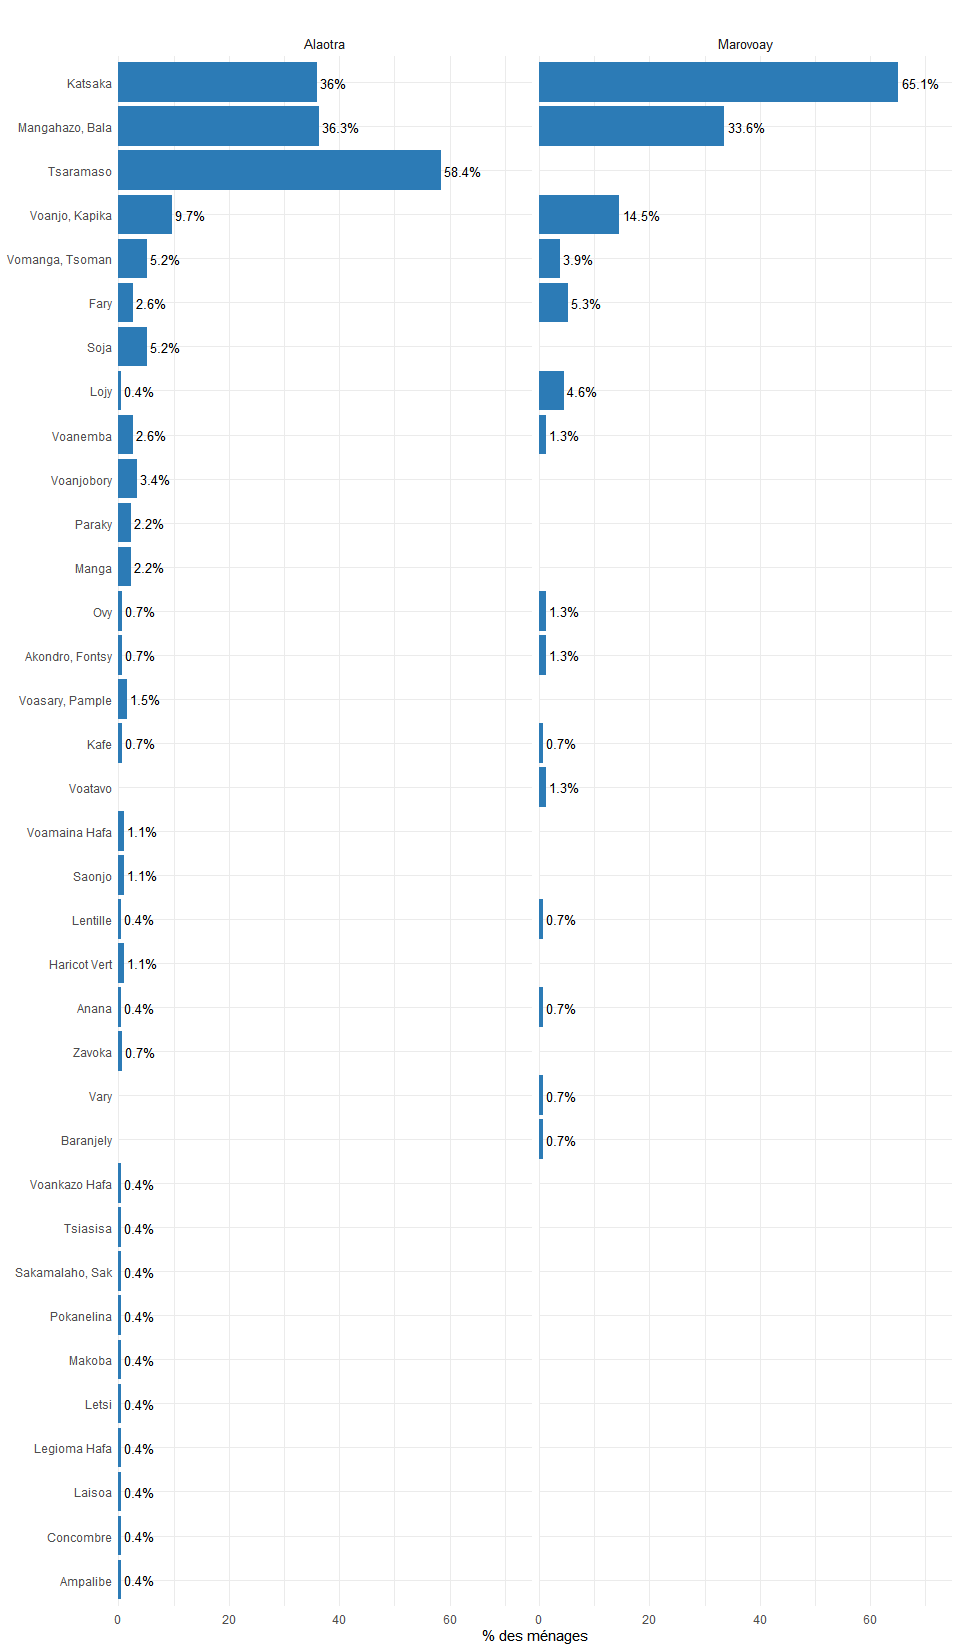 Alaotra Marovoay
Katsaka 36% 65.1%
Mangahazo, Bala 36.3% 33.6%
Tsaramaso 58.4%
Voanjo, Kapika 9.7% 14.5%
Vomanga, Tsoman 5.2% 3.9%
Fary 2.6% 5.3%
Soja 5.2%
Lojy 0.4% 4.6%
Voanemba 2.6% 1.3%
Voanjobory 3.4%
Paraky 2.2%
Manga 2.2%
Ovy 0.7% 1.3%
Akondro, Fontsy 0.7% 1.3%
Voasary, Pample 1.5%
Kafe 0.7% 0.7%
Voatavo 1.3%
Voamaina Hafa 1.1%
Saonjo 1.1%
Lentille 0.4% 0.7%
Haricot Vert 1.1%
Anana 0.4% 0.7%
Zavoka 0.7%
Vary 0.7%
Baranjely 0.7%
Voankazo Hafa 0.4%
Tsiasisa 0.4%
Sakamalaho, Sak 0.4%
Pokanelina 0.4%
Makoba 0.4%
Letsi 0.4%
Legioma Hafa 0.4%
Laisoa 0.4%
Concombre 0.4%
Ampalibe 0.4%
0 20 40 60 0 20 40 60
% des ménages